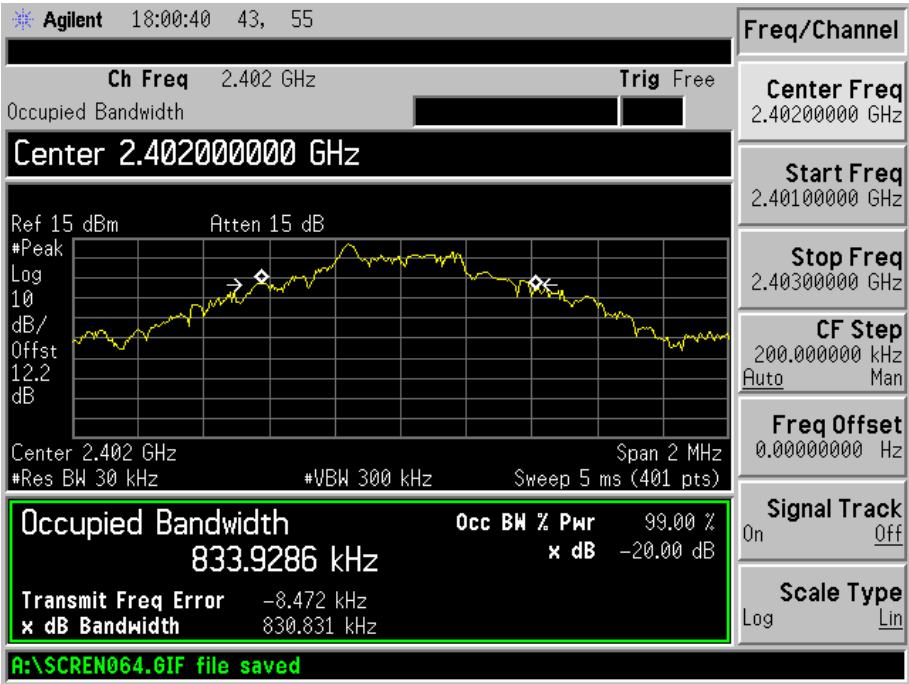 Agilent 18:00:40 43, 55
Ch Freq 2.402 GHz Trig Free
Occupied Bandwidth
Center 2.402000000 GHz
Ref 15 dBm Atten 15 dB
#Peak
Log
10
dB/
Offst
12.2
dB
Center 2.402 GHz Span 2 MHz
#Res BW 30 kHz #VBW 300 kHz Sweep 5 ms (401 pts)
Occupied Bandwidth Occ BW % Pwr 99.00 %
833.9286 kHz x dB -20.00 dB
Transmit Freq Error -8.472 kHz
x dB Bandwidth 830.831 kHz
A:\SCREN064.GIF file saved
Freq/Channel
Center Freq
2.40200000 GHz
Start Freq
2.40100000 GHz
Stop Freq
2.40300000 GHz
CF Step
200.000000 kHz
Auto Man
Freq Offset
0.00000000 Hz
Signal Track
On Off
Scale Type
Log Lin